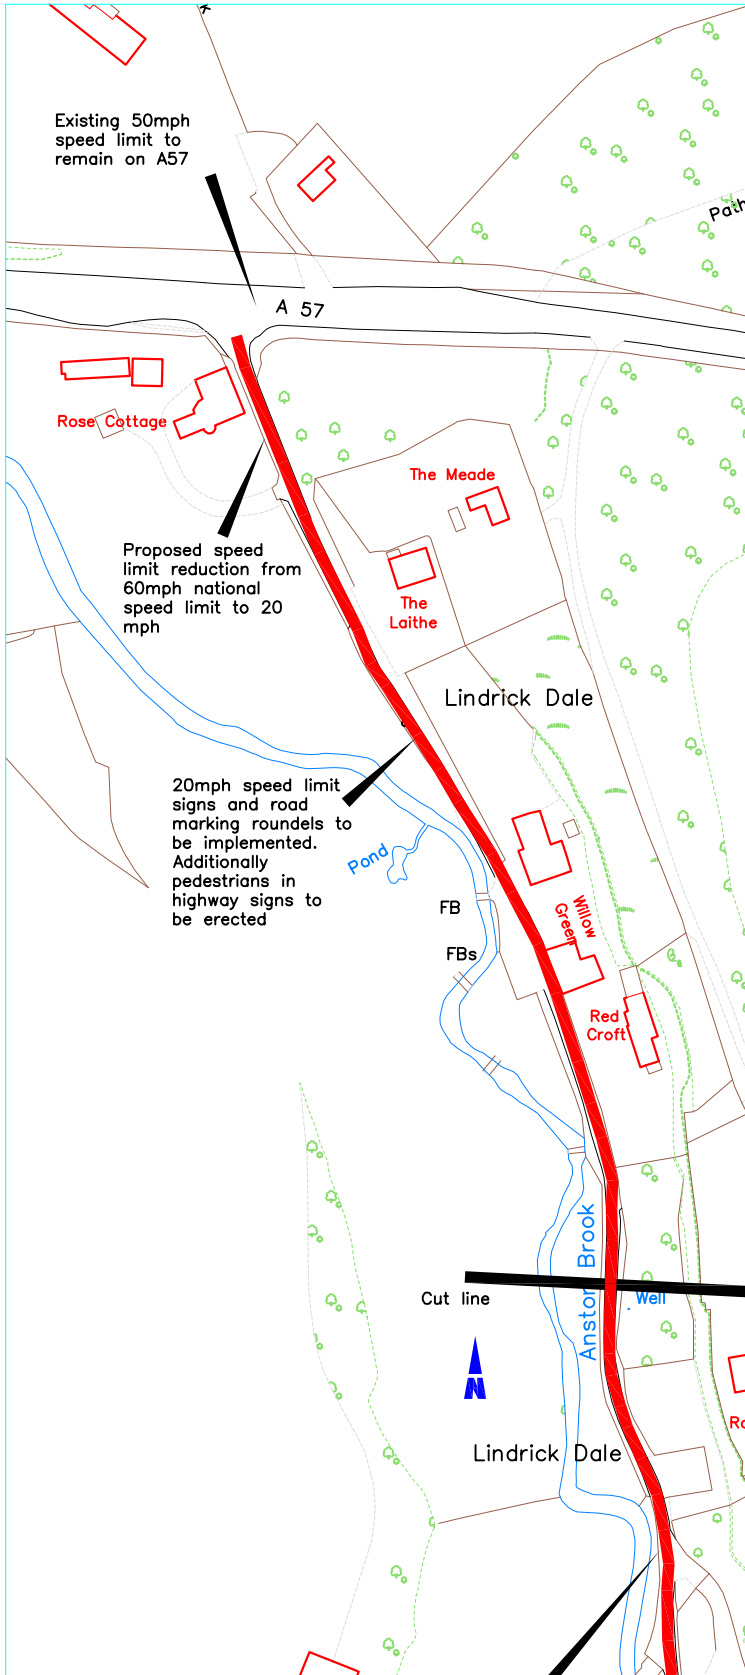 k
Existing 50mph
speed limit to
remain on A57
Path
A 57
Rose Cottage
The Meade
Proposed speed
limit reduction from
60mph national
speed limit to 20
mph
The
Laithe
Lindrick Dale
20mph speed limit
signs and road
marking roundels to
be implemented.
Additionally
pedestrians in
highway signs to
be erected
Pond
FB
Willow
Green
FBs
Red
Croft
Anston Brook
Cut line
Well
N
Ro
Lindrick Dale